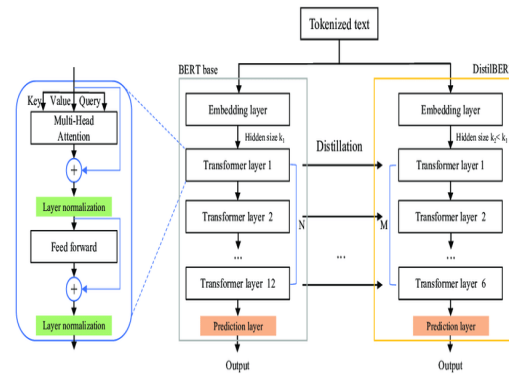 Tokenized text
BERT base
DistilBER
Key Value Query
Multi-Head
Attention
+
Layer normalization
Feed forward
+
Layer normalization
Embedding layer
Hidden size k₁
Transformer layer 1
Transformer layer 2
...
Transformer layer 12
Prediction layer
Output
N
Distillation
...
M
Embedding layer
Hidden size k₂< k₁
Transformer layer 1
Transformer layer 2
...
Transformer layer 6
Prediction layer
Output